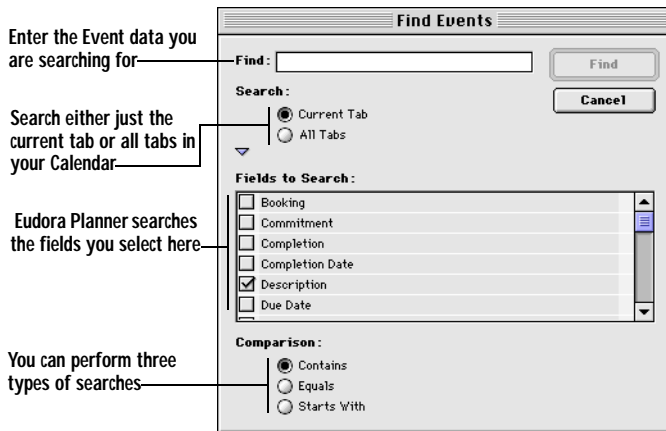 Find Events
Enter the Event data you
are searching for
Find:
Find
Cancel
Search:
Search either just the
current tab or all tabs in
your Calendar
Current Tab
All Tabs
Fields to Search:
Eudora Planner searches
the fields you select here
Booking
Commitment
Completion
Completion Date
Description
Due Date
Comparison:
You can perform three
types of searches
Contains
Equals
Starts With